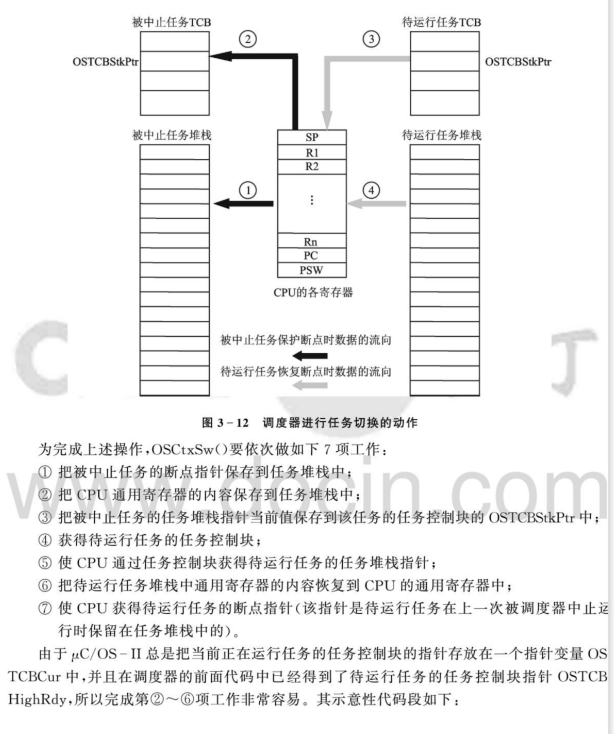 被中止任务TCB
待运行任务TCB
②
③
OSTCBStkPtr
OSTCBStkPtr
被中止任务堆栈
待运行任务堆栈
SP
R1
R2
①
④
⋮
Rn
PC
PSW
CPU的各寄存器
被中止任务保护断点时数据的流向
待运行任务恢复断点时数据的流向
图 3-12 调度器进行任务切换的动作
为完成上述操作,OSCtxSw()要依次做如下 7 项工作:
① 把被中止任务的断点指针保存到任务堆栈中;
② 把 CPU 通用寄存器的内容保存到任务堆栈中;
③ 把被中止任务的任务堆栈指针当前值保存到该任务的任务控制块的 OSTCBStkPtr 中;
④ 获得待运行任务的任务控制块;
⑤ 使 CPU 通过任务控制块获得待运行任务的任务堆栈指针;
⑥ 把待运行任务堆栈中通用寄存器的内容恢复到 CPU 的通用寄存器中;
⑦ 使 CPU 获得待运行任务的断点指针(该指针是待运行任务在上一次被调度器中止运
行时保留在任务堆栈中的)。
由于 μC/OS-II 总是把当前正在运行任务的任务控制块的指针存放在一个指针变量 OS
TCBCur 中,并且在调度器的前面代码中已经得到了待运行任务的任务控制块指针 OSTCB
HighRdy,所以完成第②~⑥项工作非常容易。其示意性代码段如下:
www.docin.com